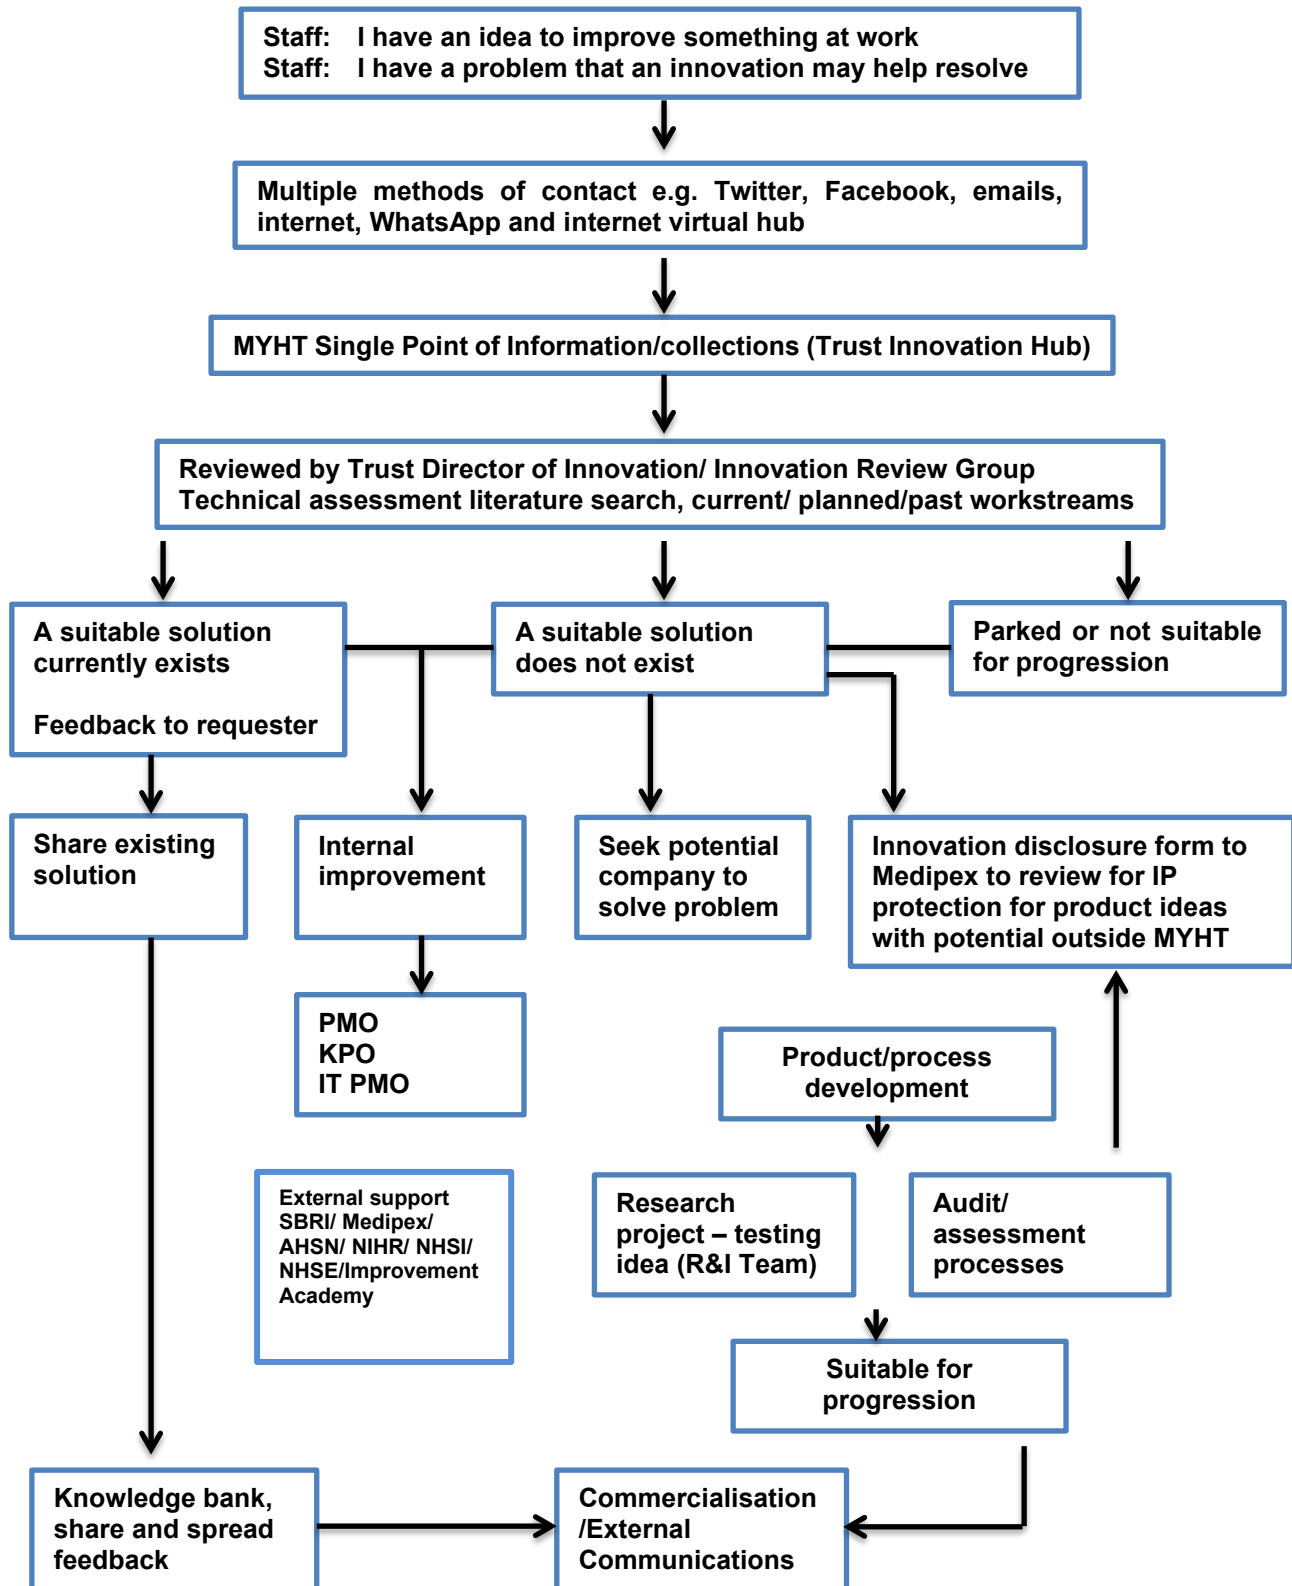 Staff: I have an idea to improve something at work
Staff: I have a problem that an innovation may help resolve
Multiple methods of contact e.g. Twitter, Facebook, emails,
internet, WhatsApp and internet virtual hub
MYHT Single Point of Information/collections (Trust Innovation Hub)
Reviewed by Trust Director of Innovation/ Innovation Review Group
Technical assessment literature search, current/ planned/past workstreams
A suitable solution
currently exists
Feedback to requester
A suitable solution
does not exist
Parked or not suitable
for progression
Share existing
solution
Internal
improvement
Seek potential
company to
solve problem
Innovation disclosure form to
Medipex to review for IP
protection for product ideas
with potential outside MYHT
PMO
KPO
IT PMO
Product/process
development
External support
SBRI/ Medipex/
AHSN/ NIHR/ NHSI/
NHSE/Improvement
Academy
Research
project – testing
idea (R&I Team)
Audit/
assessment
processes
Suitable for
progression
Knowledge bank,
share and spread
feedback
Commercialisation
/External
Communications